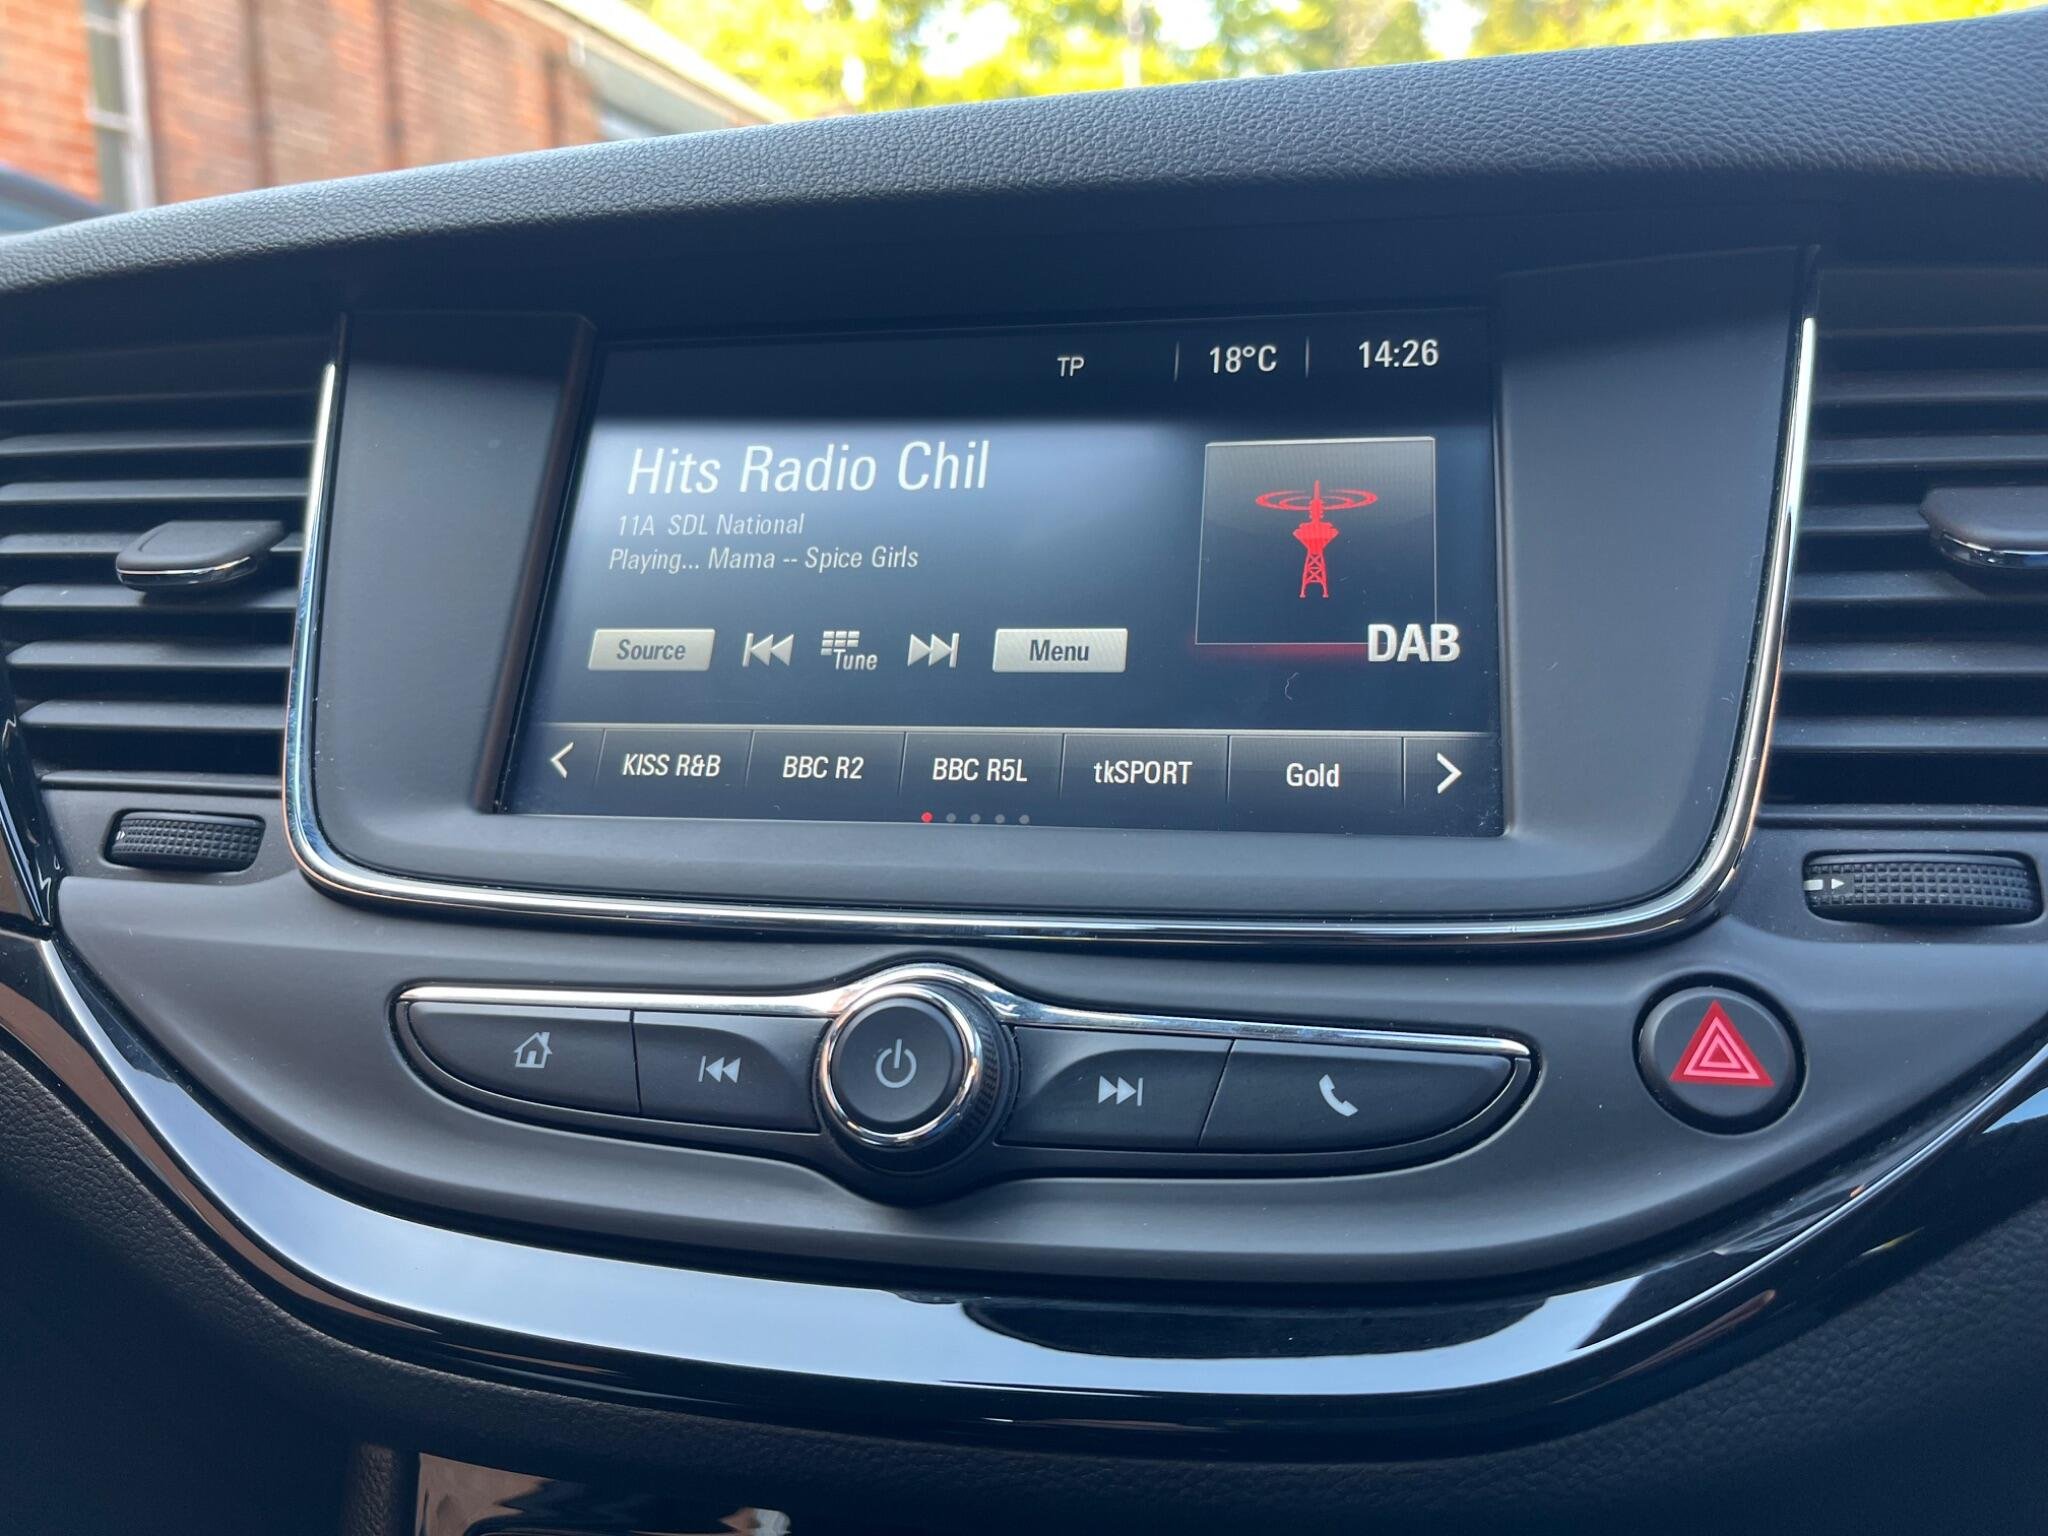 TP 18°C 14:26
Hits Radio Chil
11A SDL National
Playing... Mama -- Spice Girls
Source Tune Menu
DAB
KISS R&B BBC R2 BBC R5L tkSPORT Gold